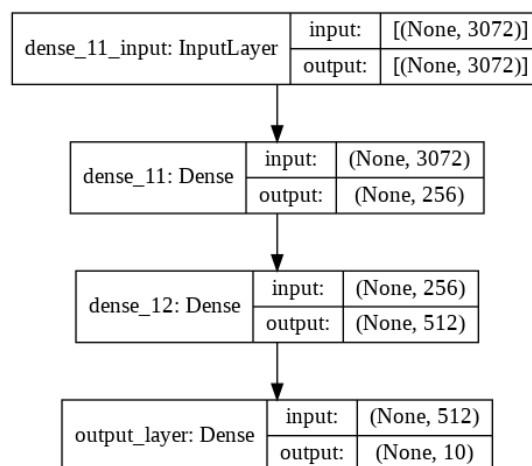 dense_11_input: InputLayer
input: [(None, 3072)]
output: [(None, 3072)]
dense_11: Dense
input: (None, 3072)
output: (None, 256)
dense_12: Dense
input: (None, 256)
output: (None, 512)
output_layer: Dense
input: (None, 512)
output: (None, 10)